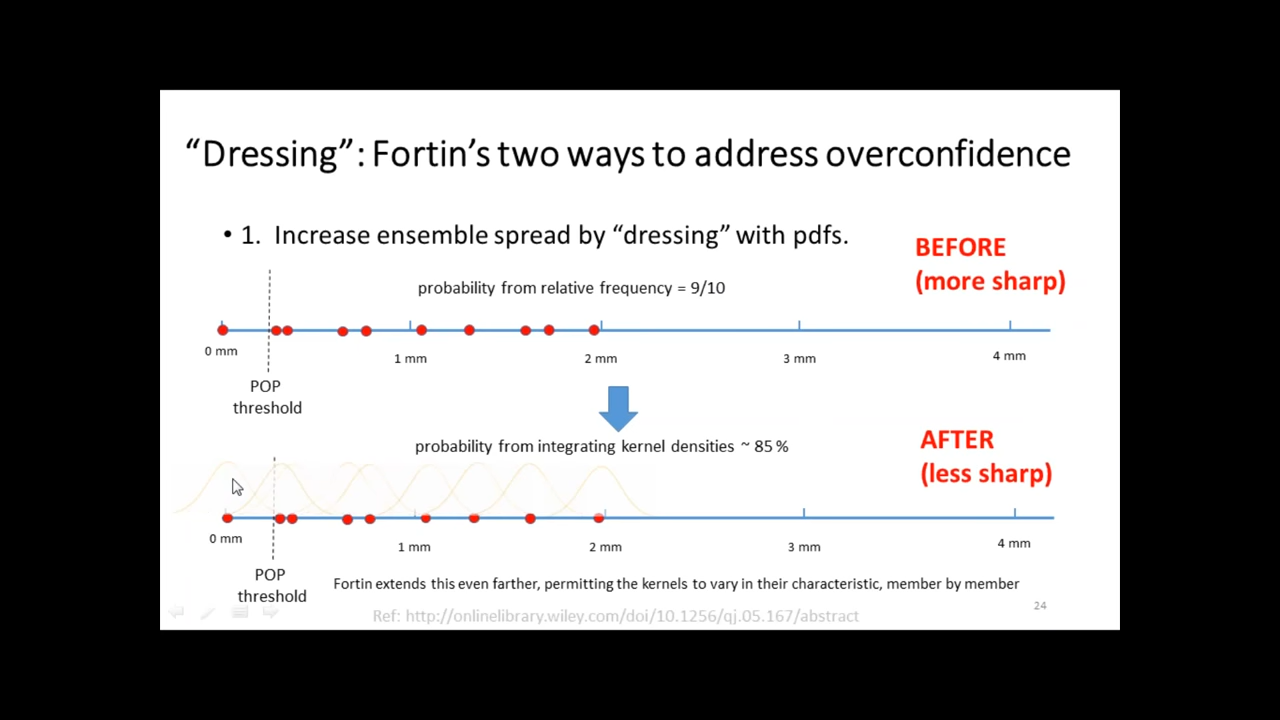 “Dressing”: Fortin’s two ways to address overconfidence
• 1. Increase ensemble spread by “dressing” with pdfs.
BEFORE
(more sharp)
probability from relative frequency = 9/10
0 mm
1 mm
2 mm
3 mm
4 mm
POP
threshold
probability from integrating kernel densities ~ 85%
AFTER
(less sharp)
0 mm
1 mm
2 mm
3 mm
4 mm
POP
threshold
Fortin extends this even farther, permitting the kernels to vary in their characteristic, member by member
24
Ref: http://onlinelibrary.wiley.com/doi/10.1256/qj.05.167/abstract